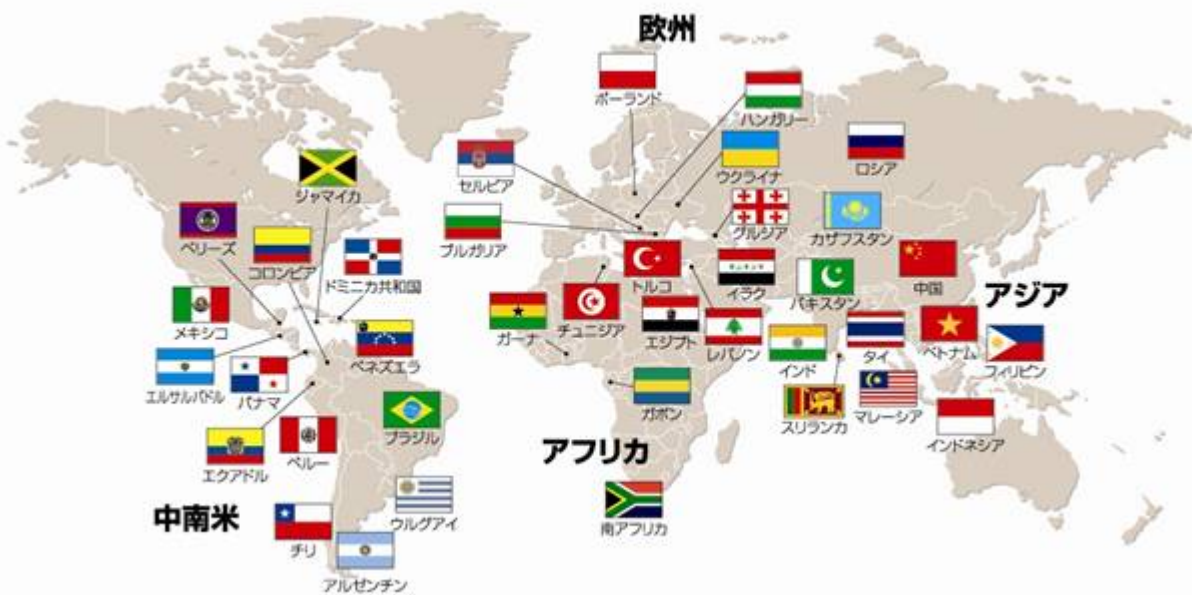 欧州
ポーランド
ハンガリー
セルビア
ウクライナ
ロシア
ジャマイカ
ブルガリア
グルジア
カザフスタン
ベリーズ
コロンビア
ドミニカ共和国
トルコ
イラク
パキスタン
中国
アジア
メキシコ
ベネズエラ
ガーナ
チュニジア
エジプト
レバノン
インド
タイ
ベトナム
フィリピン
エルサルバドル
パナマ
ガボン
スリランカ
マレーシア
インドネシア
エクアドル
ペルー
ブラジル
アフリカ
中南米
ウルグアイ
南アフリカ
チリ
アルゼンチン